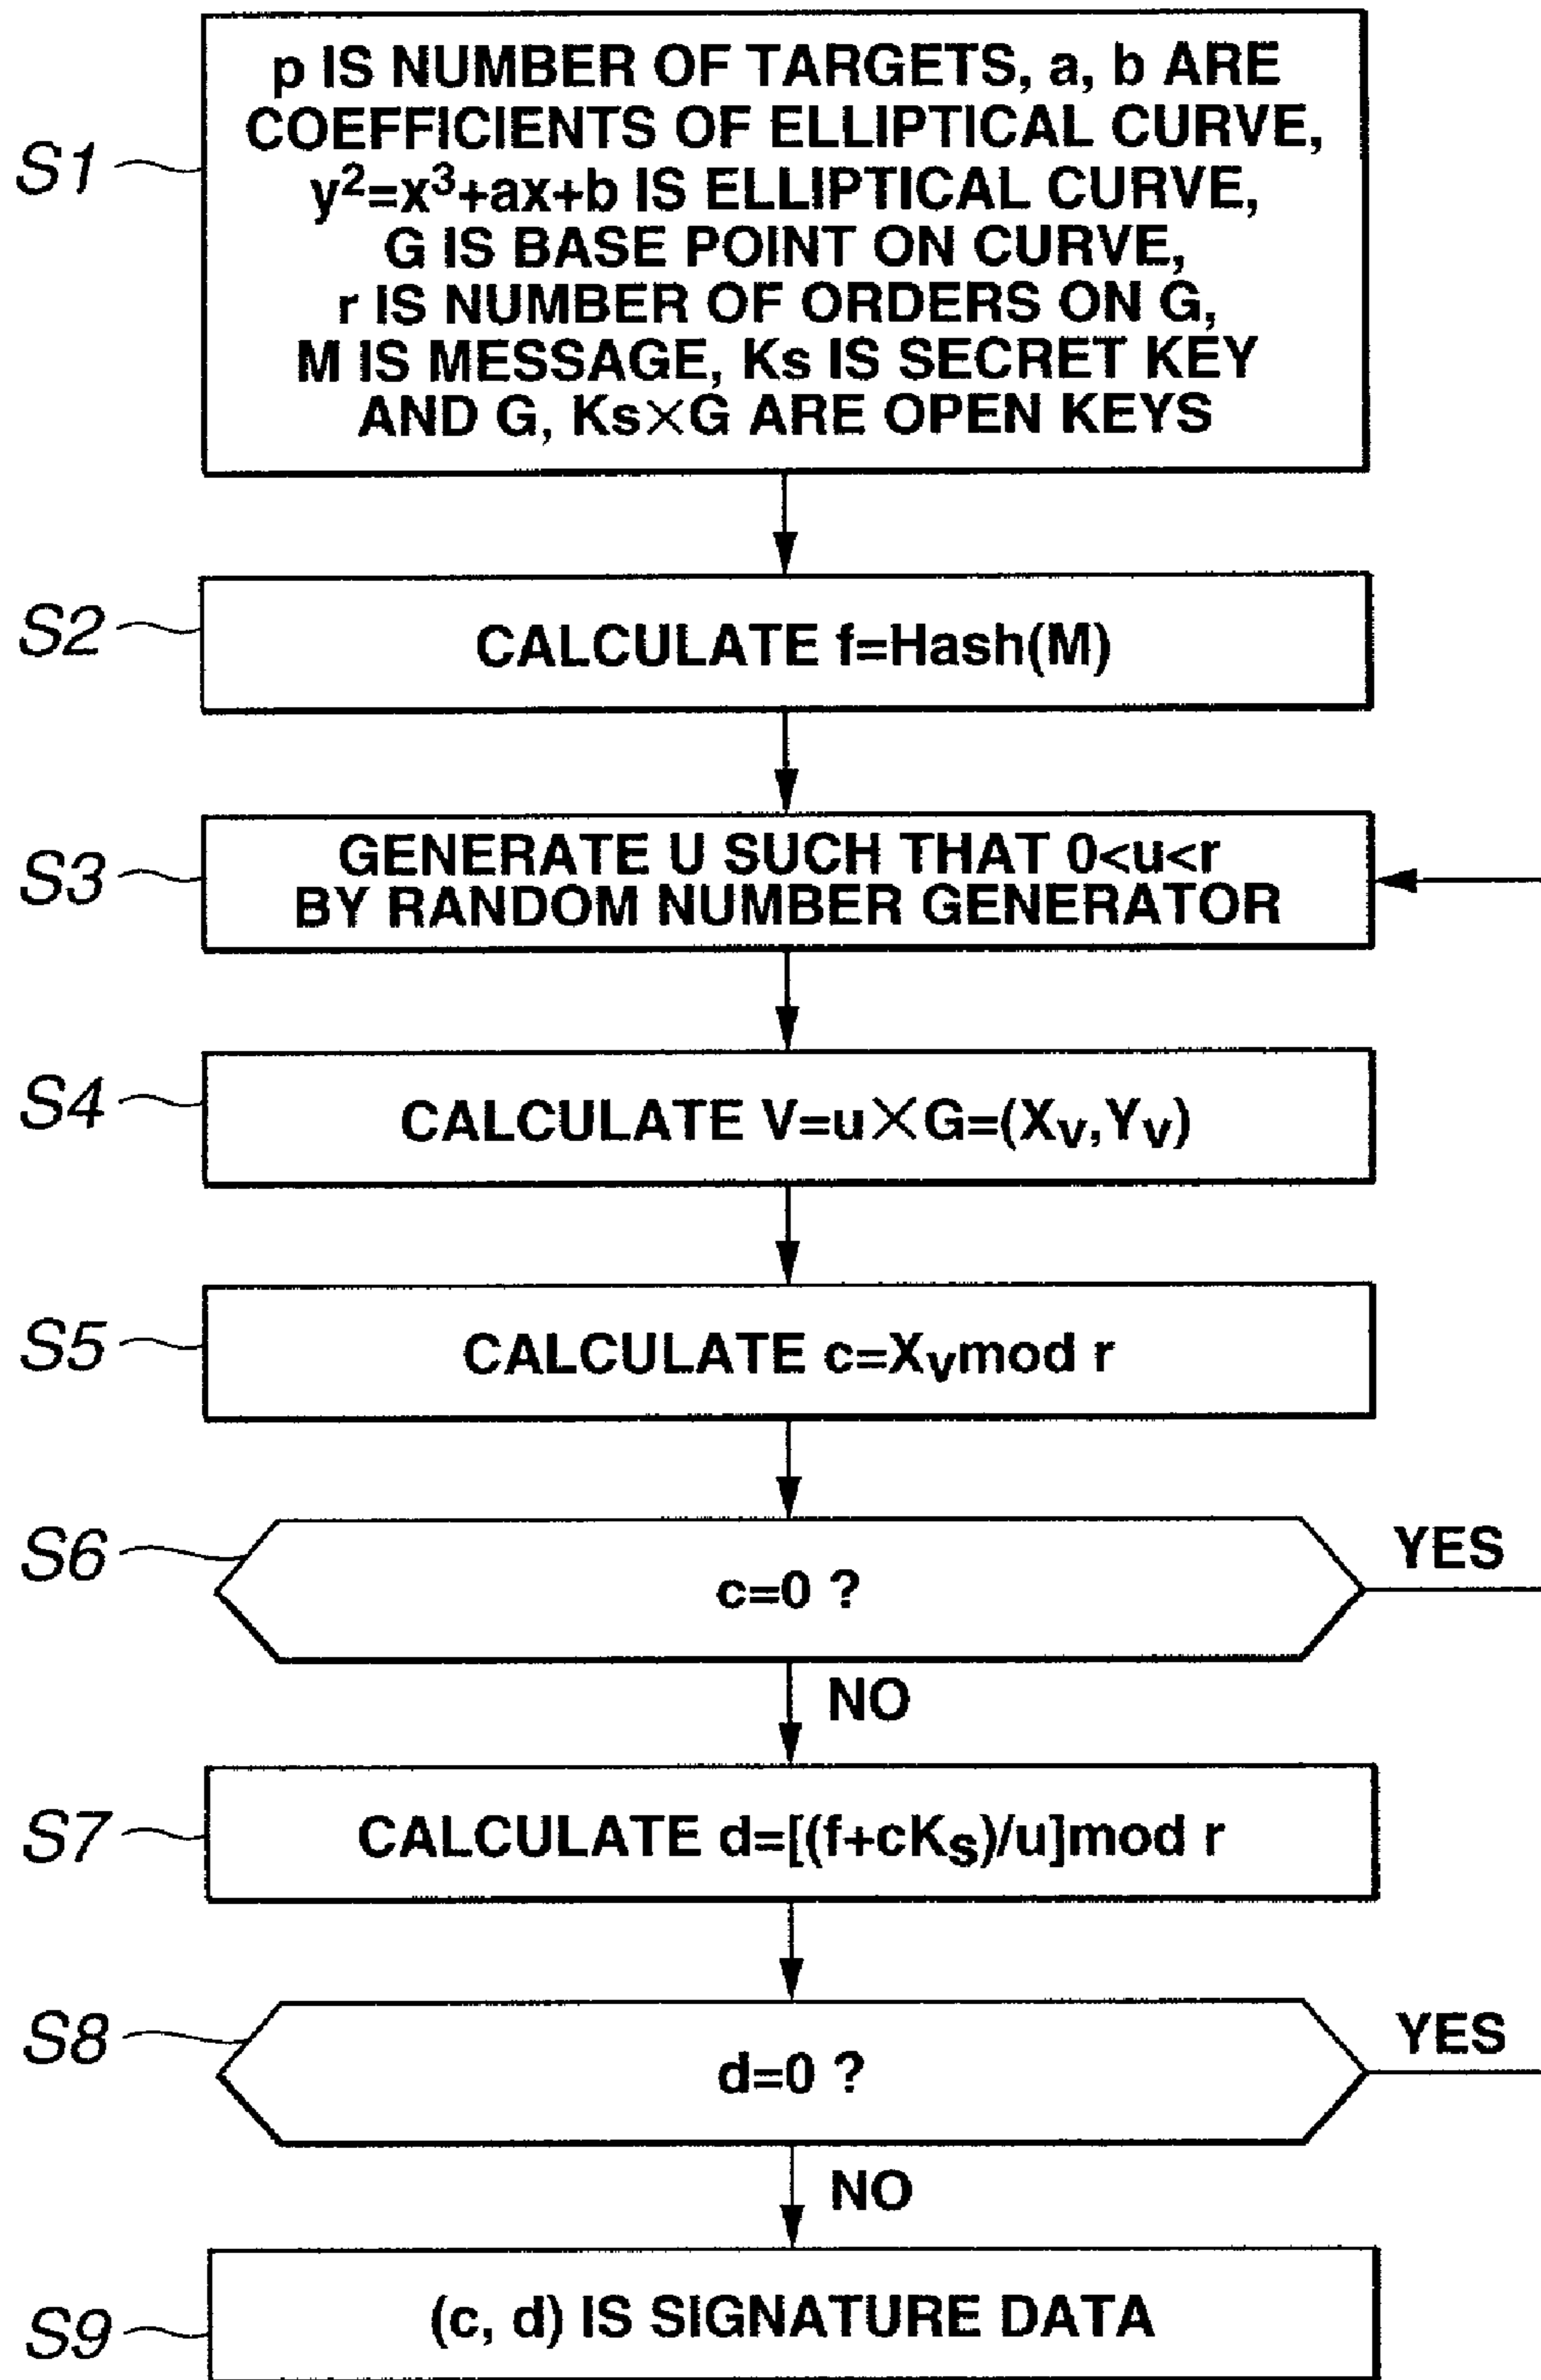 S1
p IS NUMBER OF TARGETS, a, b ARE
COEFFICIENTS OF ELLIPTICAL CURVE,
y²=x³+ax+b IS ELLIPTICAL CURVE,
G IS BASE POINT ON CURVE,
r IS NUMBER OF ORDERS ON G,
M IS MESSAGE, Ks IS SECRET KEY
AND G, Ks×G ARE OPEN KEYS
S2
CALCULATE f=Hash(M)
S3
GENERATE U SUCH THAT 0<u<r
BY RANDOM NUMBER GENERATOR
S4
CALCULATE V=u×G=(Xv,Yv)
S5
CALCULATE c=Xvmod r
S6
c=0 ?
YES
NO
S7
CALCULATE d=[(f+cKs)/u]mod r
S8
d=0 ?
YES
NO
S9
(c, d) IS SIGNATURE DATA